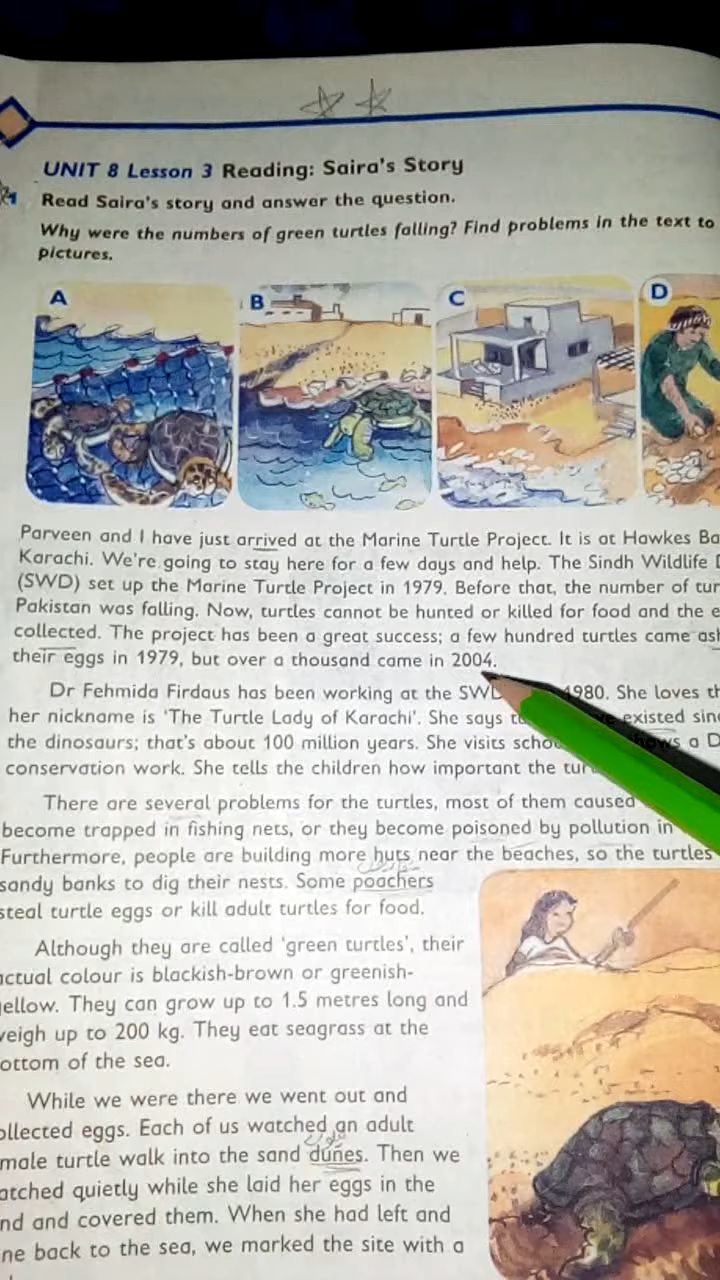 UNIT 8 Lesson 3 Reading: Saira's Story
Read Saira's story and answer the question.
Why were the numbers of green turtles falling? Find problems in the text to
pictures.
A B C D
Parveen and I have just arrived at the Marine Turtle Project. It is at Hawkes Ba
Karachi. We're going to stay here for a few days and help. The Sindh Wildlife
(SWD) set up the Marine Turtle Project in 1979. Before that, the number of tur
Pakistan was falling. Now, turtles cannot be hunted or killed for food and the e
collected. The project has been a great success; a few hundred turtles came ash
their eggs in 1979, but over a thousand came in 2004.
Dr Fehmida Firdaus has been working at the SWD 1980. She loves th
her nickname is 'The Turtle Lady of Karachi'. She says existed sinc
the dinosaurs; that's about 100 million years. She visits scho a D
conservation work. She tells the children how important the tur
There are several problems for the turtles, most of them caused
become trapped in fishing nets, or they become poisoned by pollution in
Furthermore, people are building more huts near the beaches, so the turtles
sandy banks to dig their nests. Some poachers
steal turtle eggs or kill adult turtles for food.
Although they are called 'green turtles', their
actual colour is blackish-brown or greenish-
yellow. They can grow up to 1.5 metres long and
weigh up to 200 kg. They eat seagrass at the
ottom of the sea.
While we were there we went out and
ollected eggs. Each of us watched an adult
male turtle walk into the sand dunes. Then we
atched quietly while she laid her eggs in the
nd and covered them. When she had left and
ne back to the sea, we marked the site with a